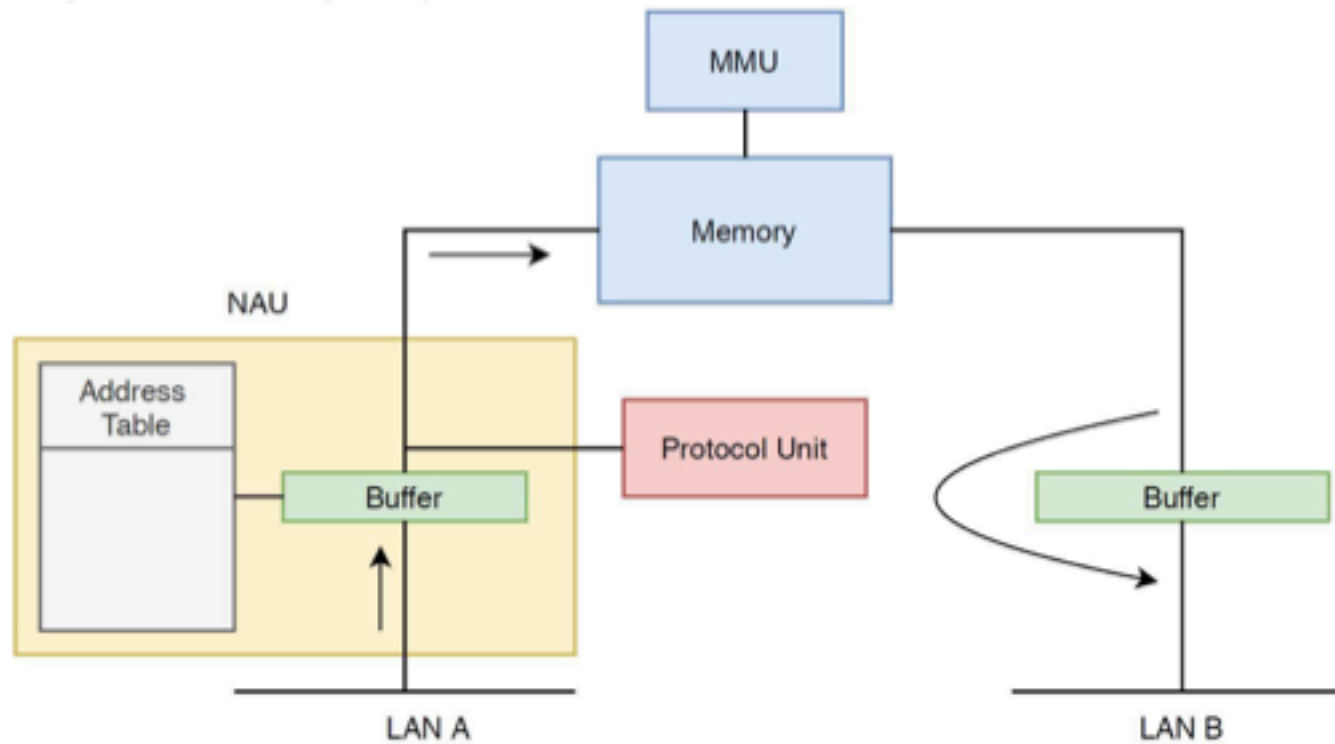 MMU
Memory
NAU
Address
Table
Protocol Unit
Buffer
Buffer
LAN A
LAN B